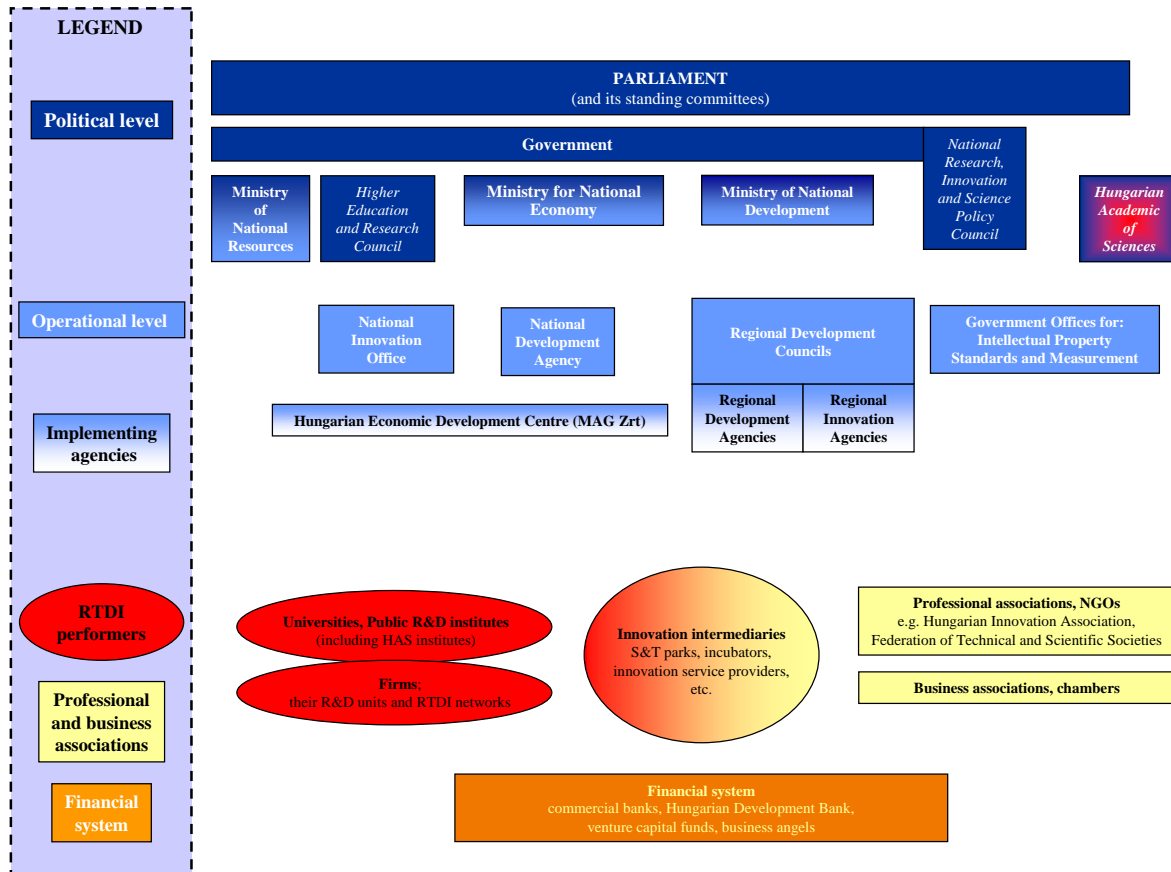 LEGEND
Political level
Operational level
Implementing
agencies
RTDI
performers
Professional
and business
associations
Financial
system
PARLIAMENT
(and its standing committees)
Government
National
Research,
Innovation
and Science
Policy
Council
Ministry
of
National
Resources
Higher
Education
and Research
Council
Ministry for National
Economy
Ministry of National
Development
Hungarian
Academic
of
Sciences
National
Innovation
Office
National
Development
Agency
Regional Development
Councils
Government Offices for:
Intellectual Property
Standards and Measurement
Hungarian Economic Development Centre (MAG Zrt)
Regional
Development
Agencies
Regional
Innovation
Agencies
Universities, Public R&D institutes
(including HAS institutes)
Firms;
their R&D units and RTDI networks
Innovation intermediaries
S&T parks, incubators,
innovation service providers,
etc.
Professional associations, NGOs
e.g. Hungarian Innovation Association,
Federation of Technical and Scientific Societies
Business associations, chambers
Financial system
commercial banks, Hungarian Development Bank,
venture capital funds, business angels